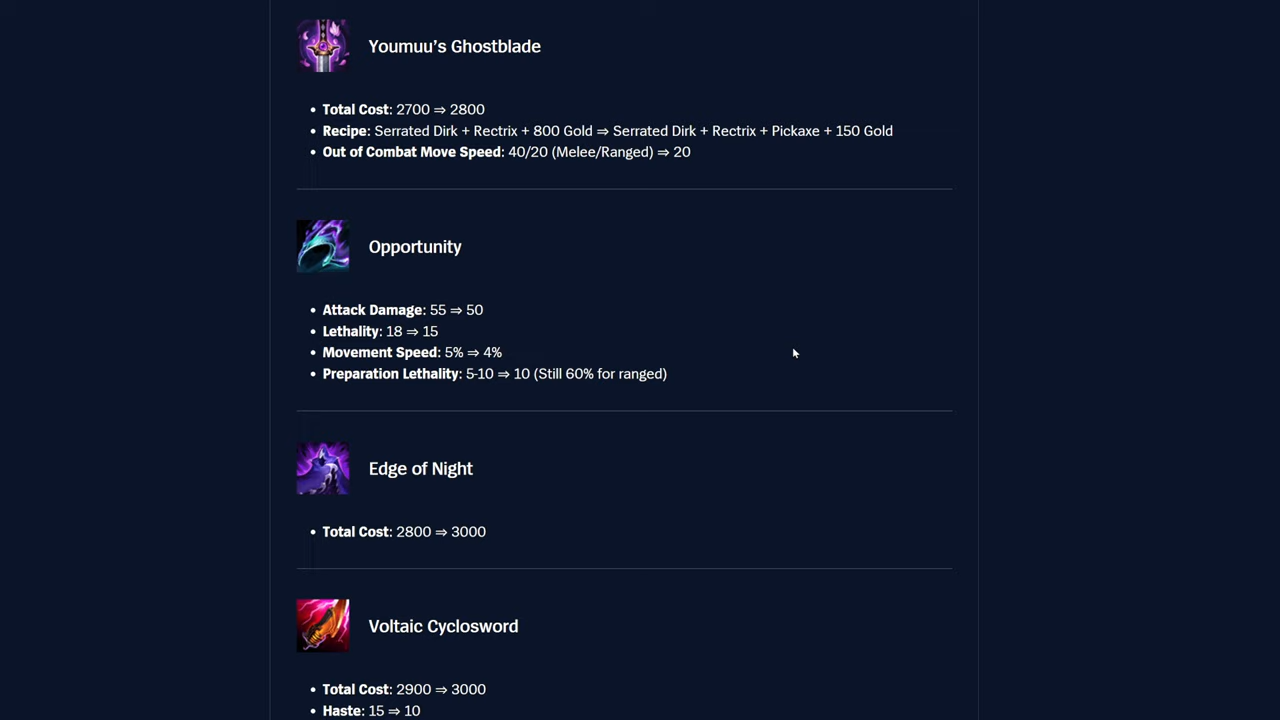 Youmuu's Ghostblade
• Total Cost: 2700 ⇒ 2800
• Recipe: Serrated Dirk + Rectrix + 800 Gold ⇒ Serrated Dirk + Rectrix + Pickaxe + 150 Gold
• Out of Combat Move Speed: 40/20 (Melee/Ranged) ⇒ 20
Opportunity
• Attack Damage: 55 ⇒ 50
• Lethality: 18 ⇒ 15
• Movement Speed: 5% ⇒ 4%
• Preparation Lethality: 5-10 ⇒ 10 (Still 60% for ranged)
Edge of Night
• Total Cost: 2800 ⇒ 3000
Voltaic Cyclosword
• Total Cost: 2900 ⇒ 3000
• Haste: 15 ⇒ 10